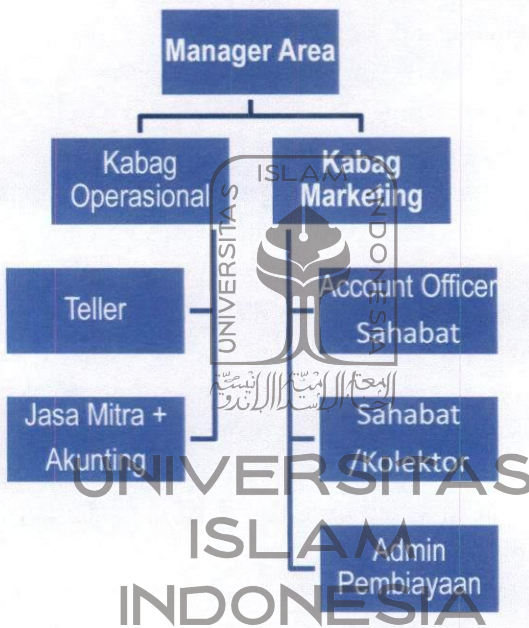 Manager Area
Kabag
Operasional
Kabag
Marketing
Teller
Account Officer
Sahabat
Jasa Mitra +
Akunting
Sahabat
/Kolektor
Admin
Pembiayaan
UNIVERSITAS
ISLAM
INDONESIA
UNIVERSITAS
ISLAM
INDONESIA